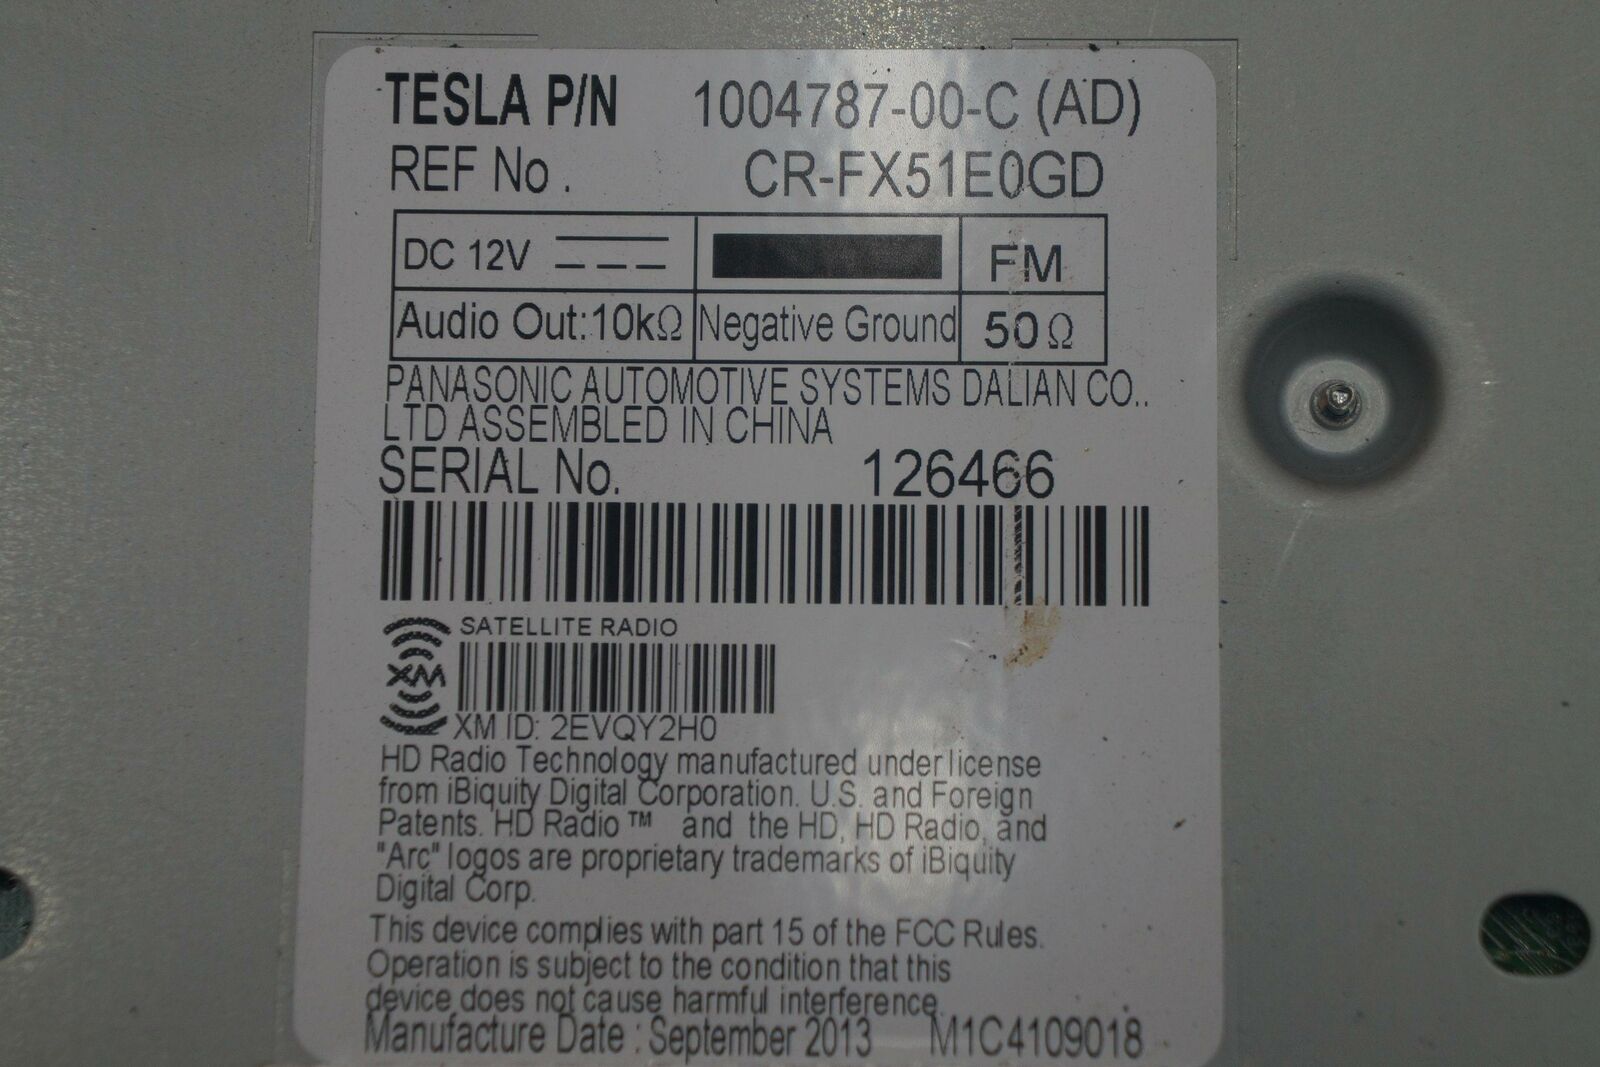 TESLA P/N 1004787-00-C (AD)
REF No . CR-FX51E0GD
DC 12V FM
Audio Out:10kΩ Negative Ground 50 Ω
PANASONIC AUTOMOTIVE SYSTEMS DALIAN CO..
LTD ASSEMBLED IN CHINA
SERIAL No. 126466
SATELLITE RADIO
XM
XM ID: 2EVQY2H0
HD Radio Technology manufactured under license
from iBiquity Digital Corporation. U.S. and Foreign
Patents. HD Radio ™ and the HD, HD Radio, and
"Arc" logos are proprietary trademarks of iBiquity
Digital Corp.
This device complies with part 15 of the FCC Rules.
Operation is subject to the condition that this
device does not cause harmful interference.
Manufacture Date : September 2013 M1C4109018